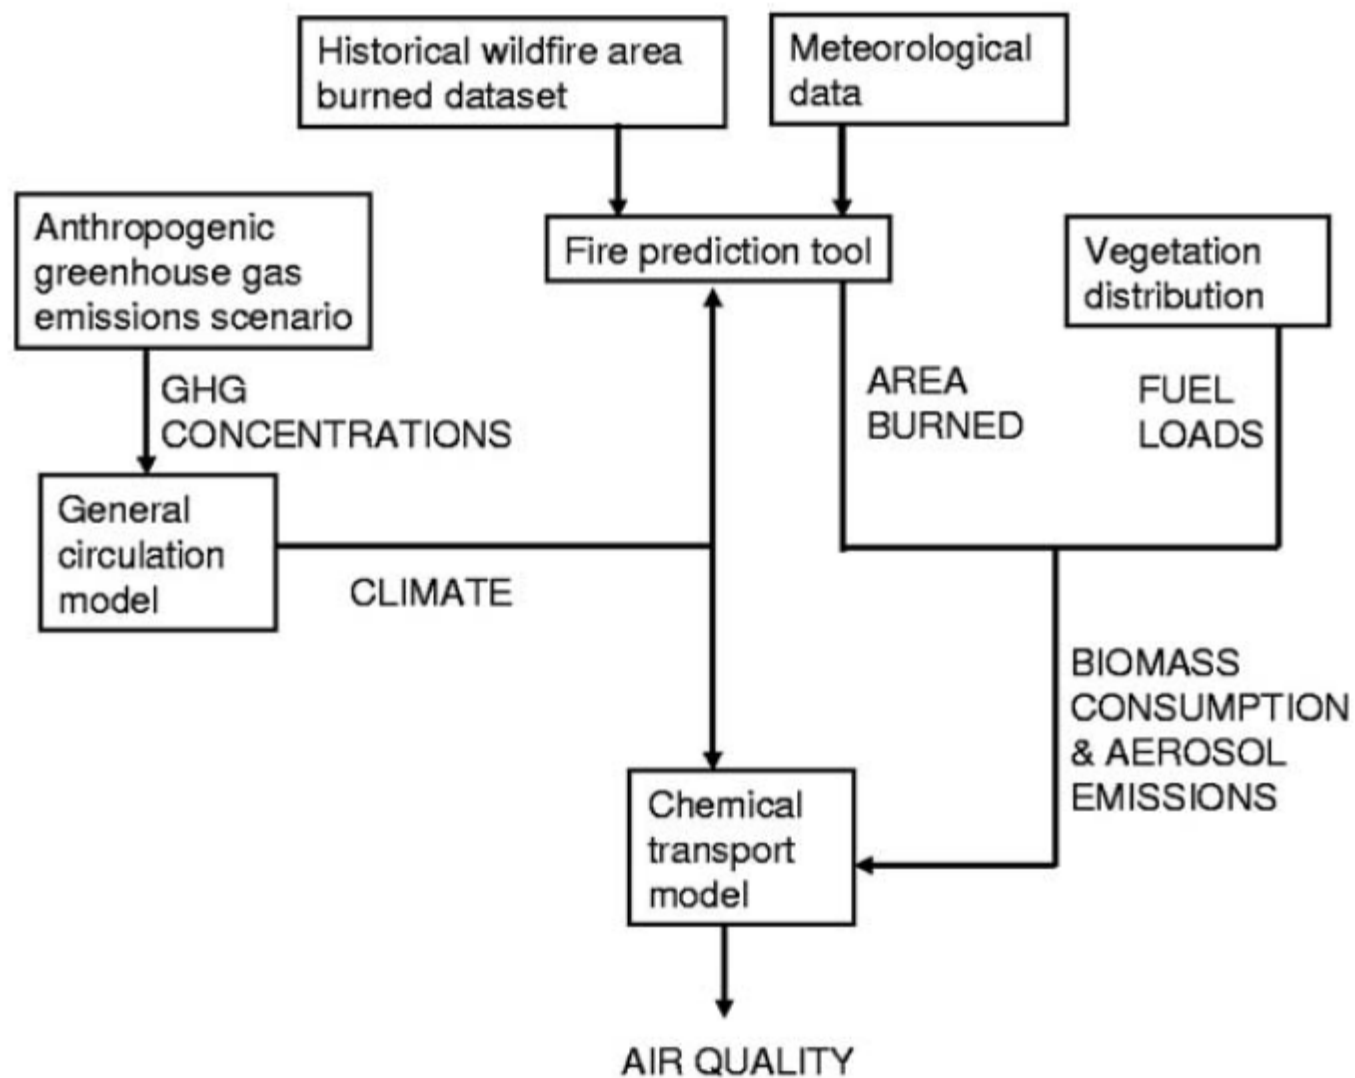 Historical wildfire area
burned dataset
Meteorological
data
Anthropogenic
greenhouse gas
emissions scenario
Fire prediction tool
Vegetation
distribution
GHG
CONCENTRATIONS
AREA
BURNED
FUEL
LOADS
General
circulation
model
CLIMATE
BIOMASS
CONSUMPTION
& AEROSOL
EMISSIONS
Chemical
transport
model
AIR QUALITY